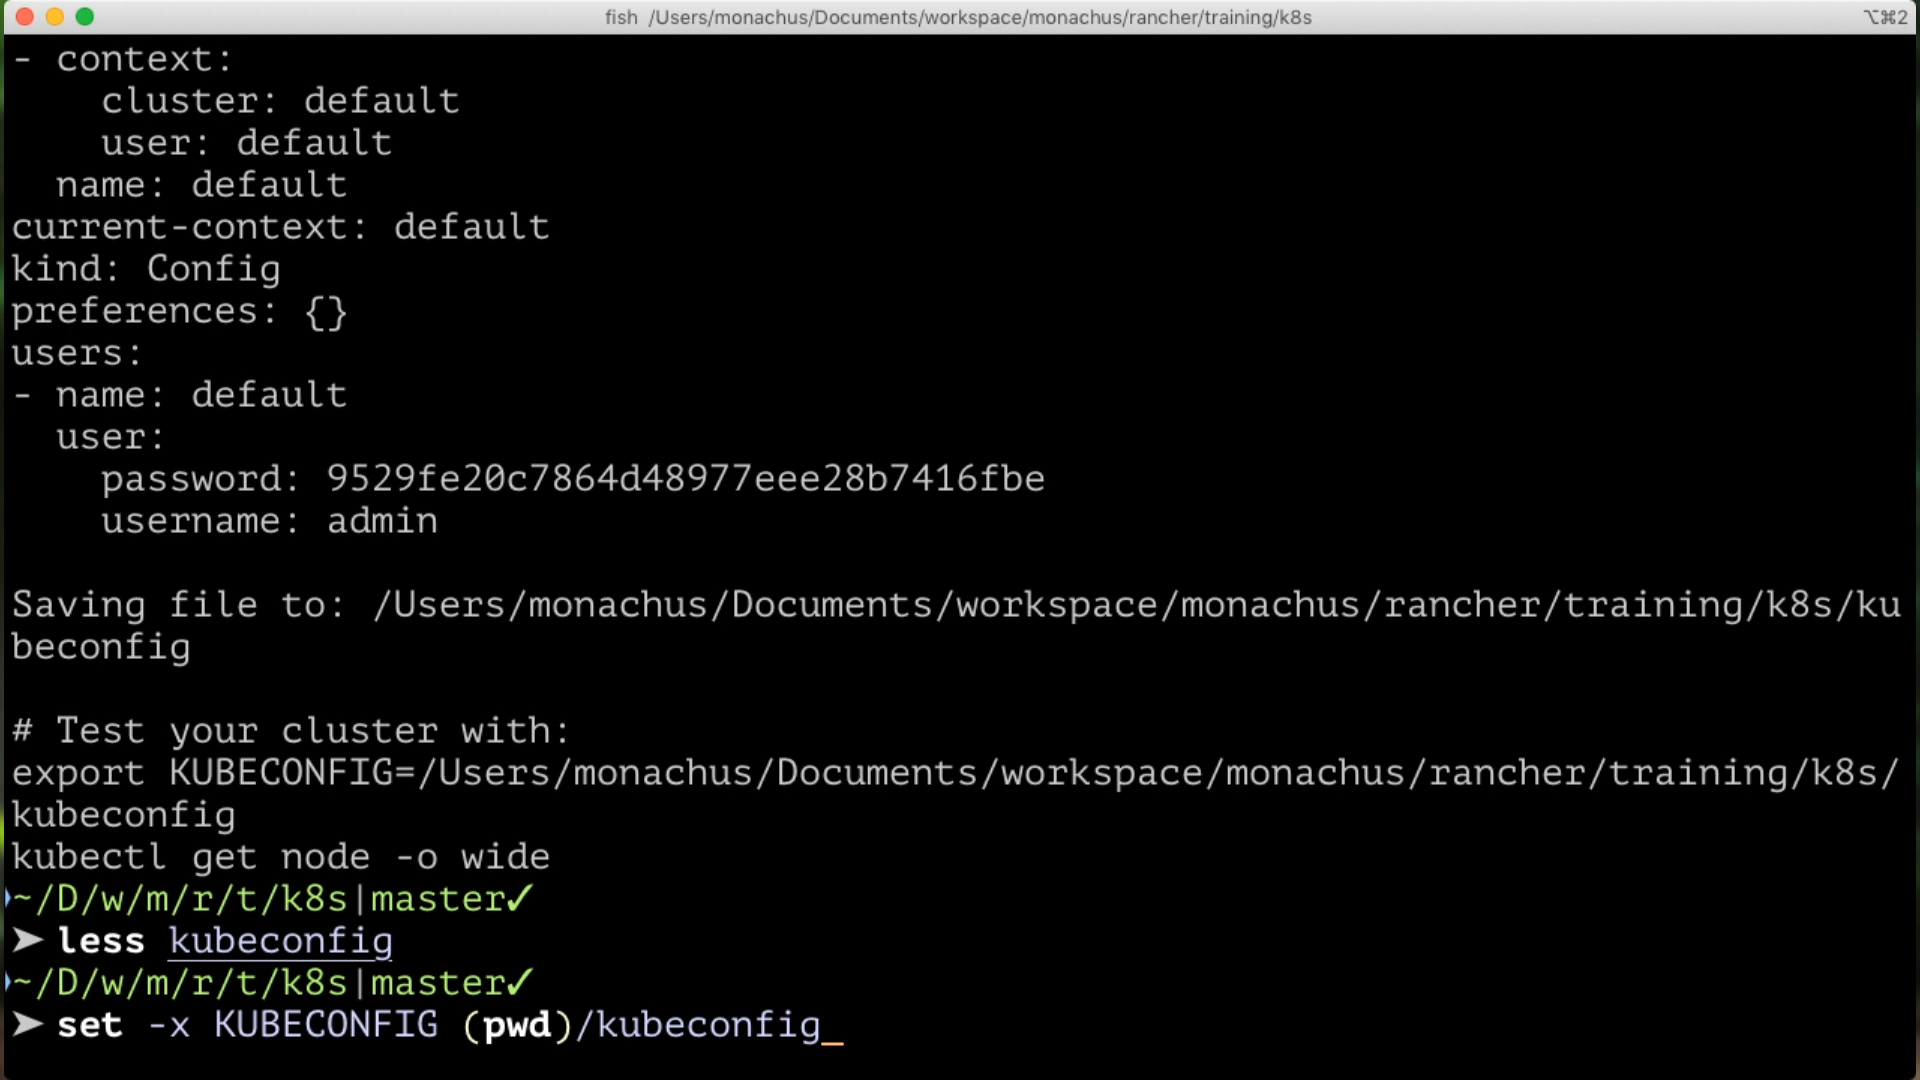 fish /Users/monachus/Documents/workspace/monachus/rancher/training/k8s
⌥⌘2
- context:
    cluster: default
    user: default
  name: default
current-context: default
kind: Config
preferences: {}
users:
- name: default
  user:
    password: 9529fe20c7864d48977eee28b7416fbe
    username: admin

Saving file to: /Users/monachus/Documents/workspace/monachus/rancher/training/k8s/ku
beconfig

# Test your cluster with:
export KUBECONFIG=/Users/monachus/Documents/workspace/monachus/rancher/training/k8s/
kubeconfig
kubectl get node -o wide
~/D/w/m/r/t/k8s|master✓
➤ less kubeconfig
~/D/w/m/r/t/k8s|master✓
➤ set -x KUBECONFIG (pwd)/kubeconfig_